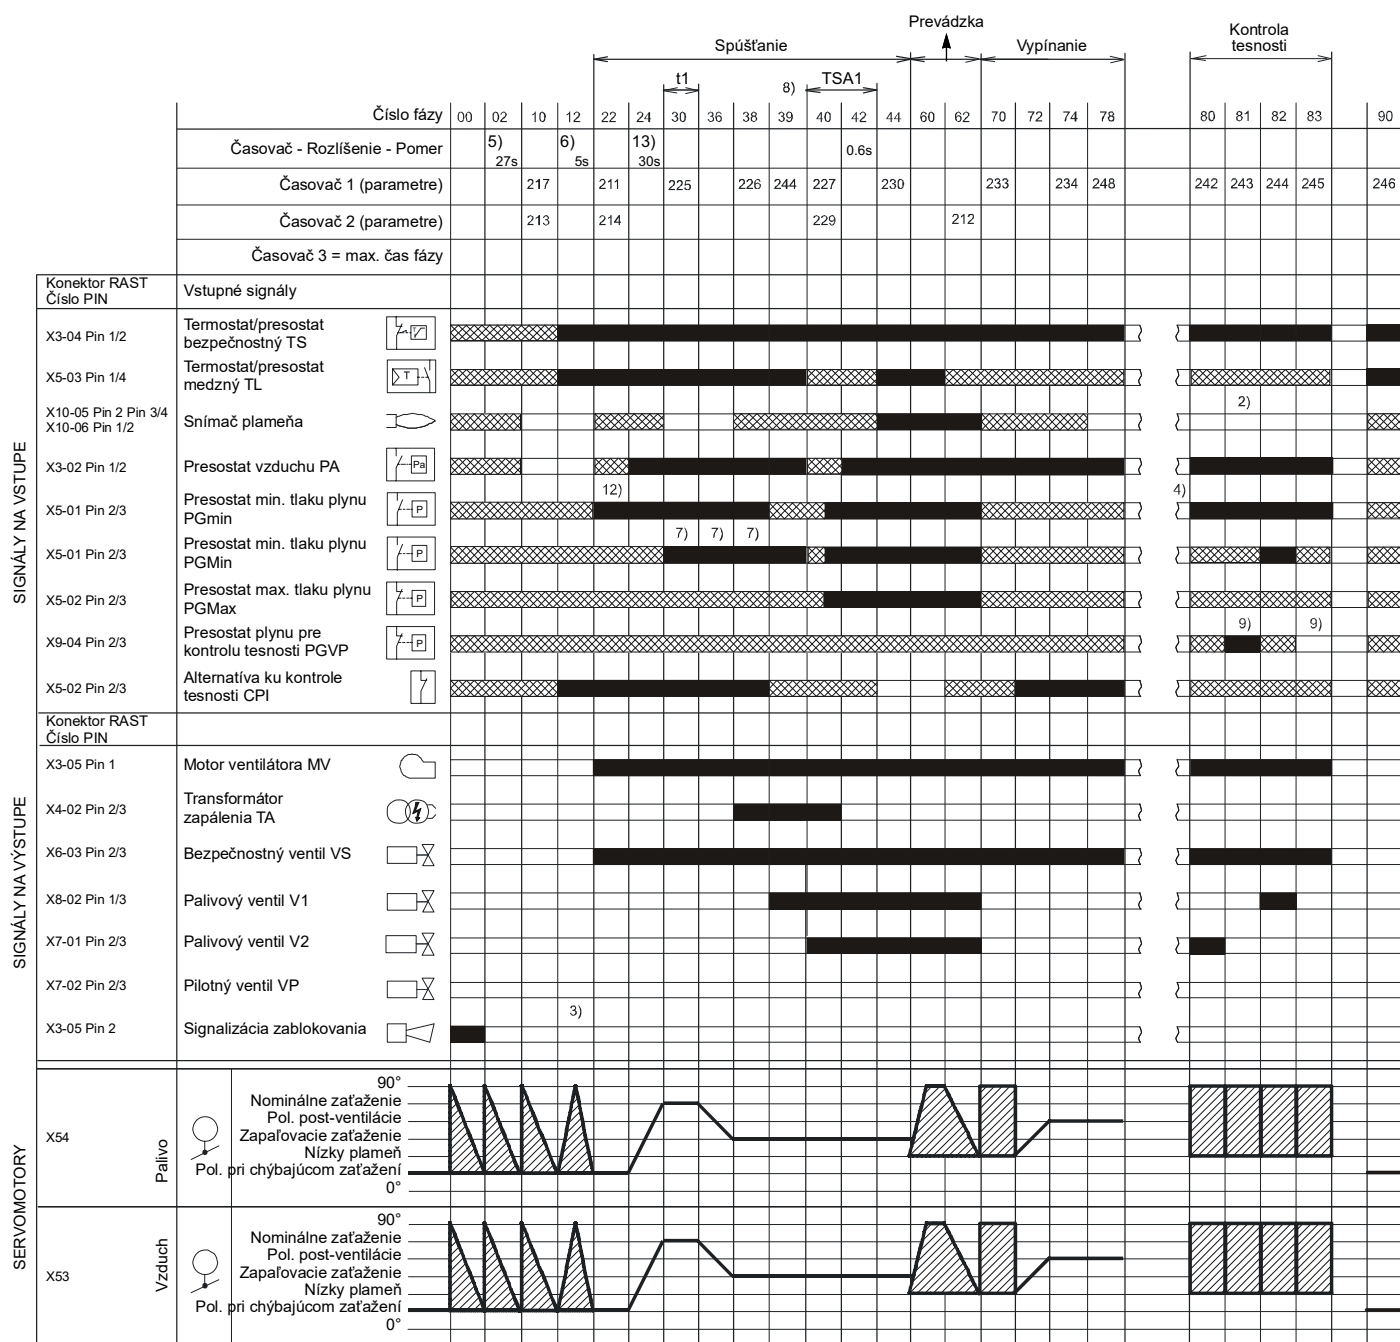 Prevádzka
Spúšťanie
Vypínanie
Kontrola
tesnosti
t1
8)
TSA1
Číslo fázy 00 02 10 12 22 24 30 36 38 39 40 42 44 60 62 70 72 74 78 80 81 82 83 90
Časovač - Rozlíšenie - Pomer 5) 27s 6) 5s 13) 30s 0.6s
Časovač 1 (parametre) 217 211 225 226 244 227 230 233 234 248 242 243 244 245 246
Časovač 2 (parametre) 213 214 229 212
Časovač 3 = max. čas fázy
Konektor RAST
Číslo PIN
Vstupné signály
SIGNÁLY NA VSTUPE
X3-04 Pin 1/2
Termostat/presostat
bezpečnostný TS
X5-03 Pin 1/4
Termostat/presostat
medzný TL
T
2)
X10-05 Pin 2 Pin 3/4
X10-06 Pin 1/2
Snímač plameňa
X3-02 Pin 1/2
Presostat vzduchu PA
Pa
12)
4)
X5-01 Pin 2/3
Presostat min. tlaku plynu
PGmin
P
7) 7) 7)
X5-01 Pin 2/3
Presostat min. tlaku plynu
PGMin
P
X5-02 Pin 2/3
Presostat max. tlaku plynu
PGMax
P
9) 9)
X9-04 Pin 2/3
Presostat plynu pre
kontrolu tesnosti PGVP
P
X5-02 Pin 2/3
Alternatíva ku kontrole
tesnosti CPI
Konektor RAST
Číslo PIN
SIGNÁLY NA VÝSTUPE
X3-05 Pin 1
Motor ventilátora MV
X4-02 Pin 2/3
Transformátor
zapálenia TA
X6-03 Pin 2/3
Bezpečnostný ventil VS
X8-02 Pin 1/3
Palivový ventil V1
X7-01 Pin 2/3
Palivový ventil V2
X7-02 Pin 2/3
Pilotný ventil VP
3)
X3-05 Pin 2
Signalizácia zablokovania
SERVOMOTORY
X54
Palivo
90°
Nominálne zaťaženie
Pol. post-ventilácie
Zapaľovacie zaťaženie
Nízky plameň
Pol. pri chýbajúcom zaťažení
0°
X53
Vzduch
90°
Nominálne zaťaženie
Pol. post-ventilácie
Zapaľovacie zaťaženie
Nízky plameň
Pol. pri chýbajúcom zaťažení
0°